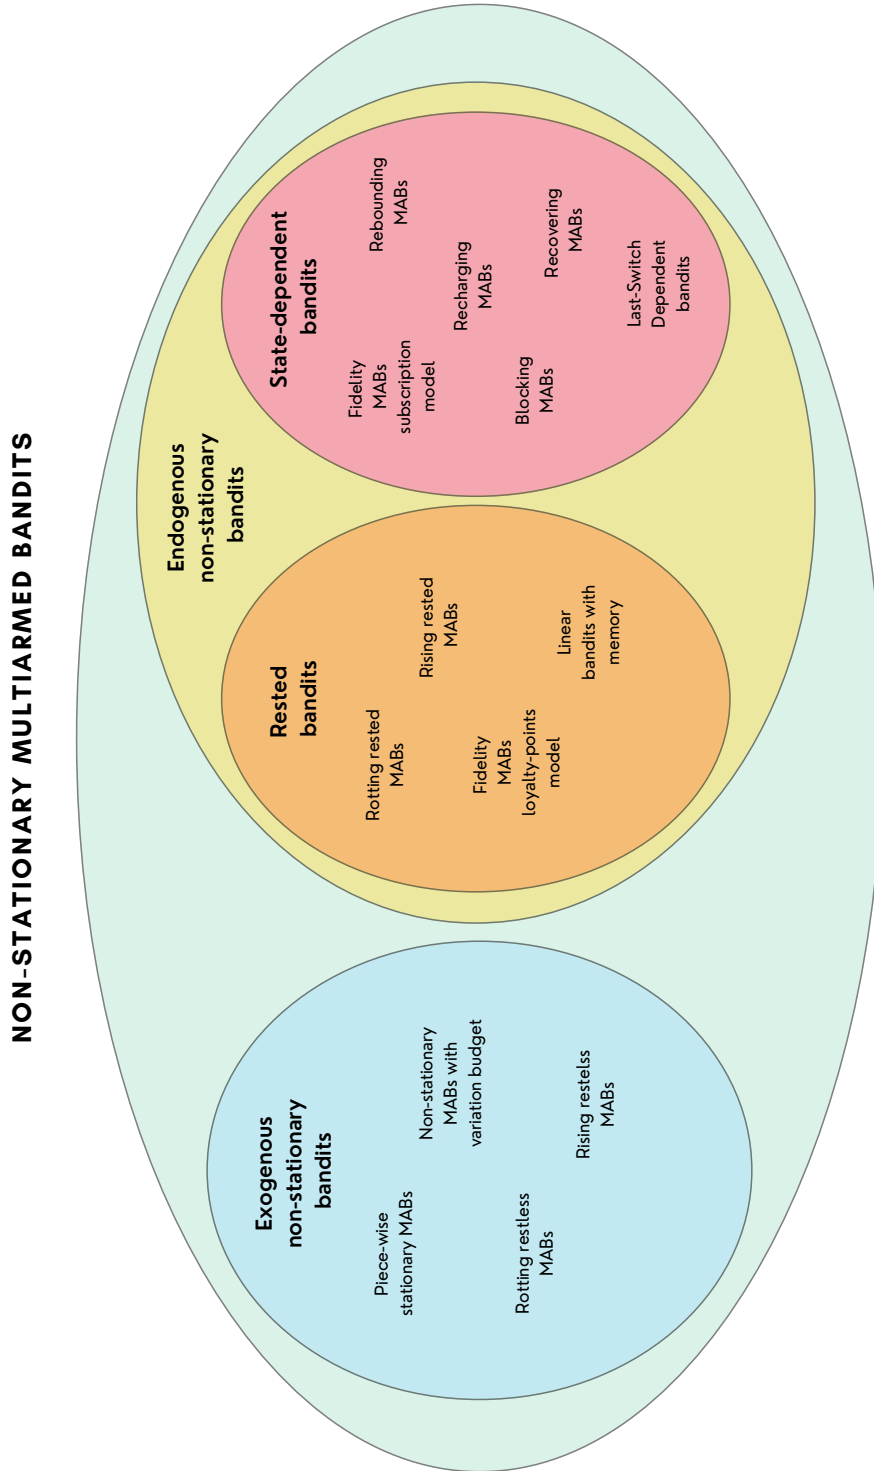 NON-STATIONARY MULTIARMED BANDITS
Exogenous
non-stationary
bandits
Piece-wise
stationary MABs
Non-stationary
MABs with
variation budget
Rotting restless
MABs
Rising restelss
MABs
Endogenous
non-stationary
bandits
Rested
bandits
Rotting rested
MABs
Rising rested
MABs
Fidelity
MABs
loyalty-points
model
Linear
bandits with
memory
State-dependent
bandits
Fidelity
MABs
subscription
model
Rebounding
MABs
Recharging
MABs
Blocking
MABs
Recovering
MABs
Last-Switch
Dependent
bandits